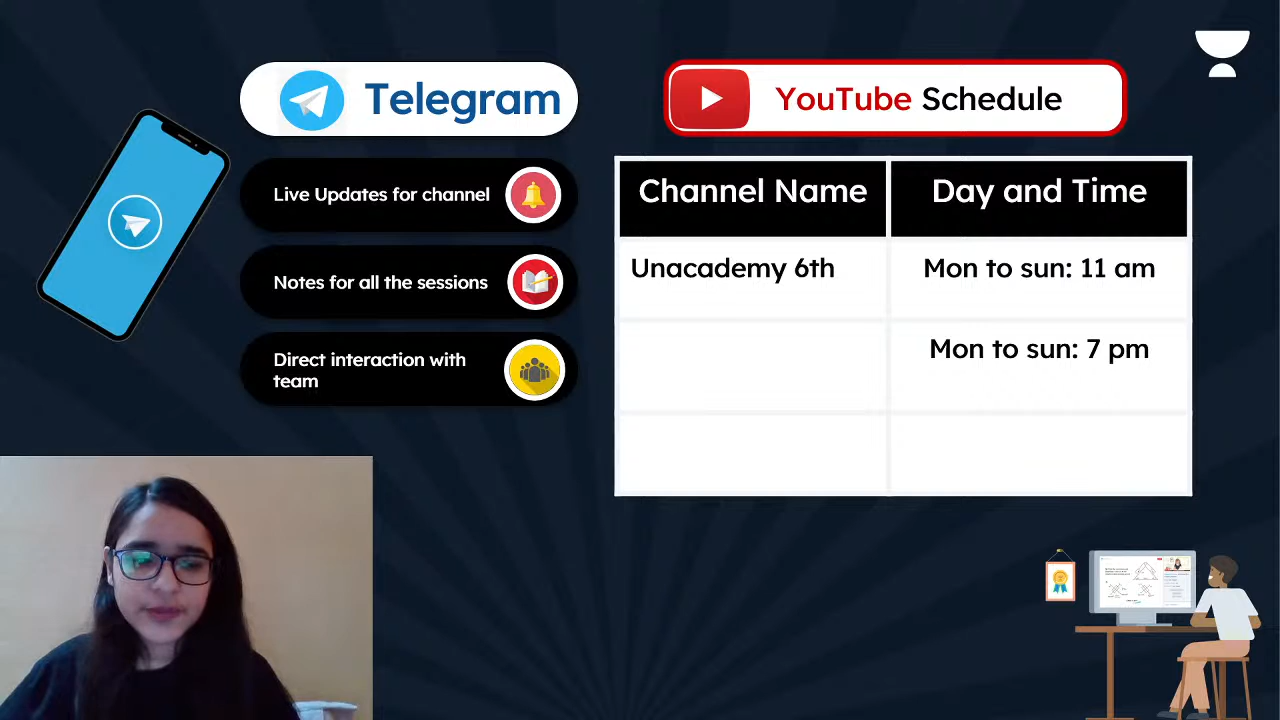 Telegram
Live Updates for channel
Notes for all the sessions
Direct interaction with
team
YouTube Schedule
Channel Name
Day and Time
Unacademy 6th
Mon to sun: 11 am
Mon to sun: 7 pm